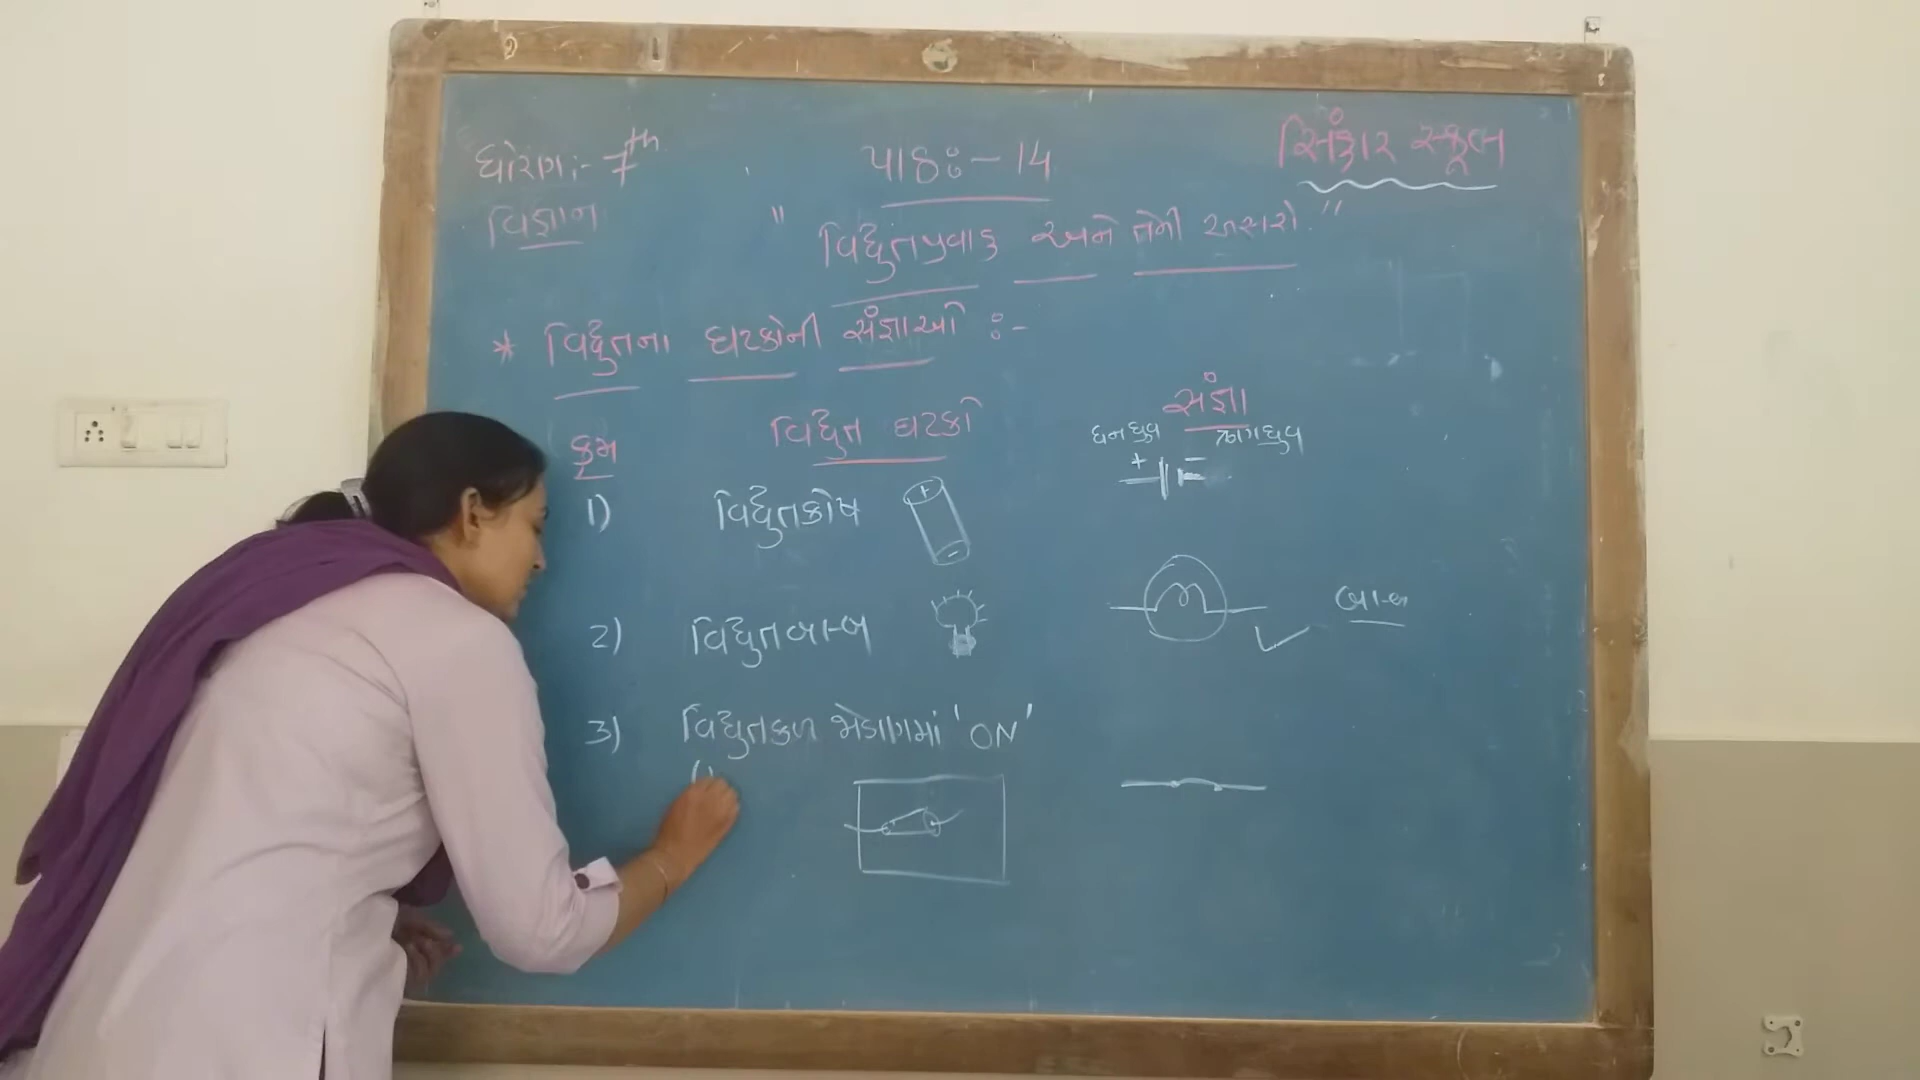 ધોરણ:- 7th
પાઠઃ- 14
સિંકાર સ્કૂલ
વિજ્ઞાન
" વિદ્યુતપ્રવાહ અને તેની અસરો "
* વિદ્યુતના ઘટકોની સંજ્ઞાઓ :-
ક્રમ વિદ્યુત ઘટકો સંજ્ઞા
ધનધ્રુવ ઋણધ્રુવ
+ -
1) વિદ્યુતકોષ + -
2) વિદ્યુતબલ્બ બલ્બ
3) વિદ્યુતકળ જોડાણમાં 'ON'